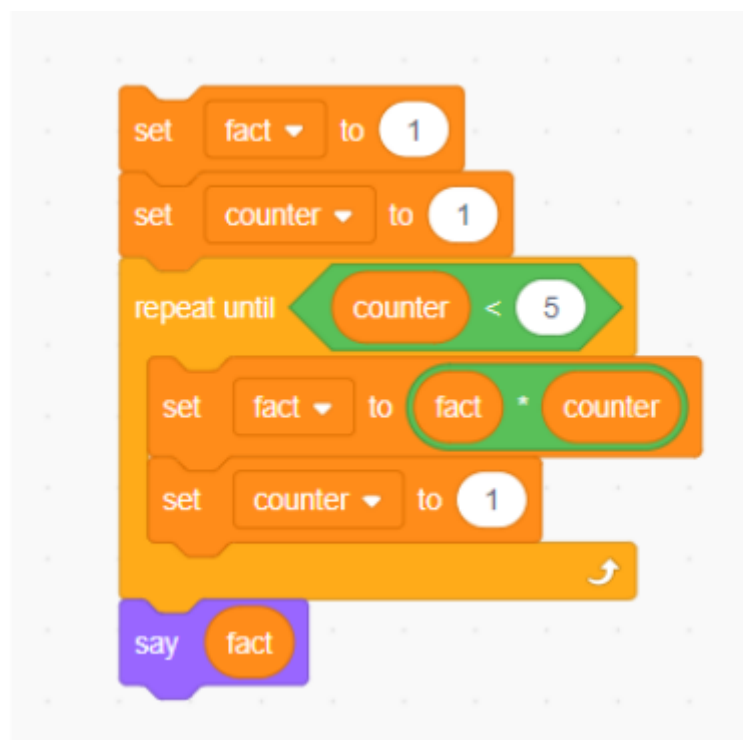 set fact to 1
set counter to 1
repeat until counter < 5
set fact to fact * counter
set counter to 1
say fact